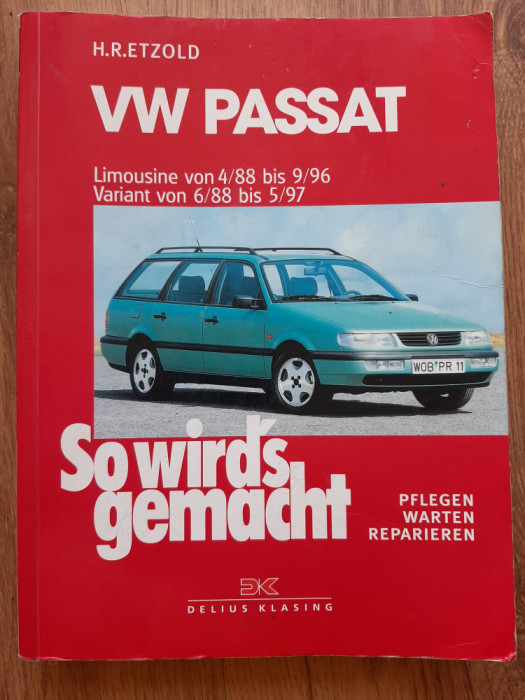 H.R.ETZOLD
VW PASSAT
Limousine von 4/88 bis 9/96
Variant von 6/88 bis 5/97
WOB PR 11
So wird's
gemacht
PFLEGEN
WARTEN
REPARIEREN
DK
DELIUS KLASING